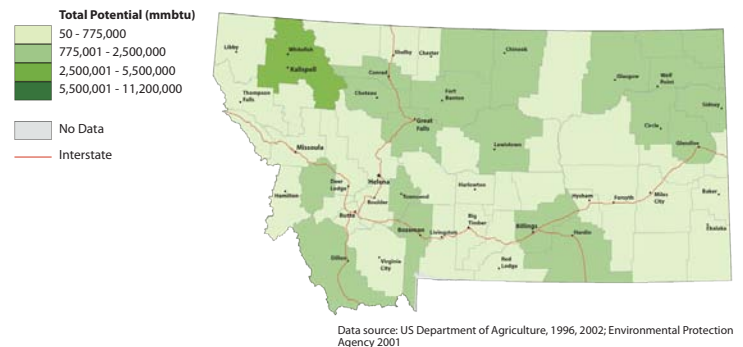 Total Potential (mmbtu)
50 - 775,000
775,001 - 2,500,000
2,500,001 - 5,500,000
5,500,001 - 11,200,000
No Data
Interstate
Libby
Whitefish
Kalispell
Shelby
Chester
Chinook
Conrad
Choteau
Fort
Benton
Glasgow
Wolf
Point
Sidney
Thompson
Falls
Great
Falls
Circle
Glendive
Missoula
Lewistown
Helena
Deer
Lodge
Hamilton
Boulder
Townsend
Harlowton
Butte
Bozeman
Livingston
Big
Timber
Billings
Hysham
Forsyth
Miles
City
Baker
Ekalaka
Hardin
Red
Lodge
Dillon
Virginia
City
Data source: US Department of Agriculture, 1996, 2002; Environmental Protection
Agency 2001